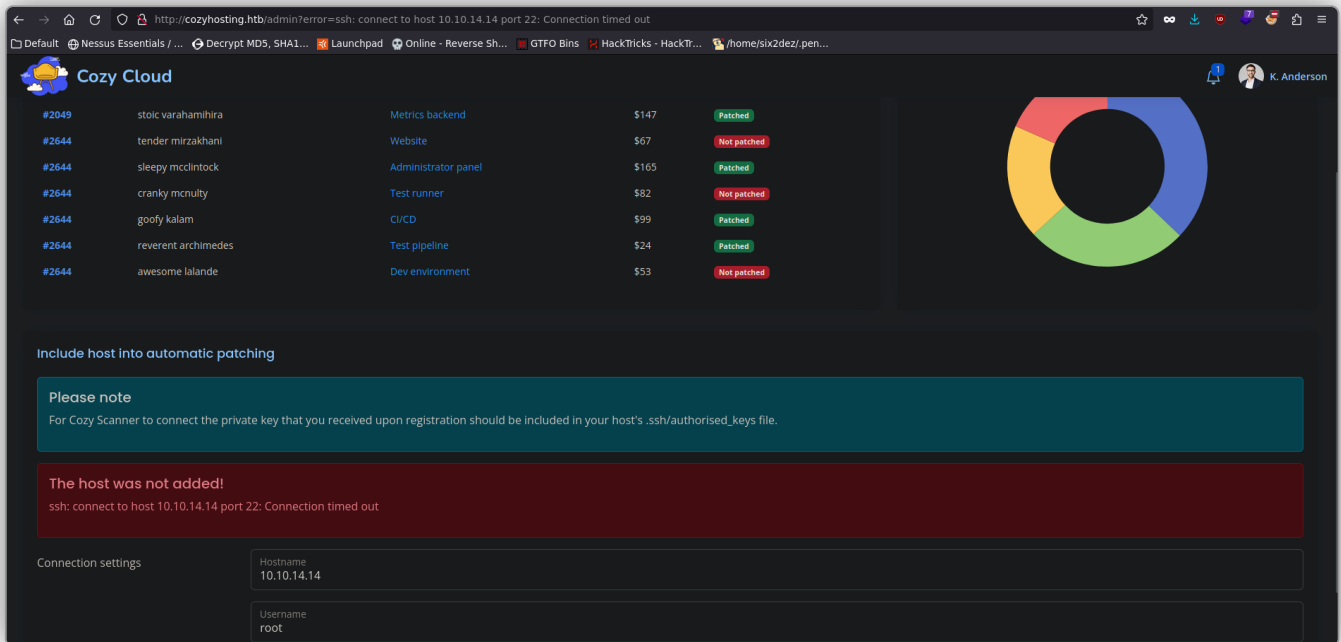 http://cozyhosting.htb/admin?error=ssh: connect to host 10.10.14.14 port 22: Connection timed out
7
Default Nessus Essentials / ... Decrypt MD5, SHA1... Launchpad Online - Reverse Sh... GTFO Bins HackTricks - HackTr... /home/six2dez/.pen...
Cozy Cloud
1
K. Anderson
#2049 stoic varahamihira Metrics backend $147 Patched
#2644 tender mirzakhani Website $67 Not patched
#2644 sleepy mcclintock Administrator panel $165 Patched
#2644 cranky mcnulty Test runner $82 Not patched
#2644 goofy kalam CI/CD $99 Patched
#2644 reverent archimedes Test pipeline $24 Patched
#2644 awesome lalande Dev environment $53 Not patched
Include host into automatic patching
Please note
For Cozy Scanner to connect the private key that you received upon registration should be included in your host's .ssh/authorised_keys file.
The host was not added!
ssh: connect to host 10.10.14.14 port 22: Connection timed out
Connection settings
Hostname
10.10.14.14
Username
root